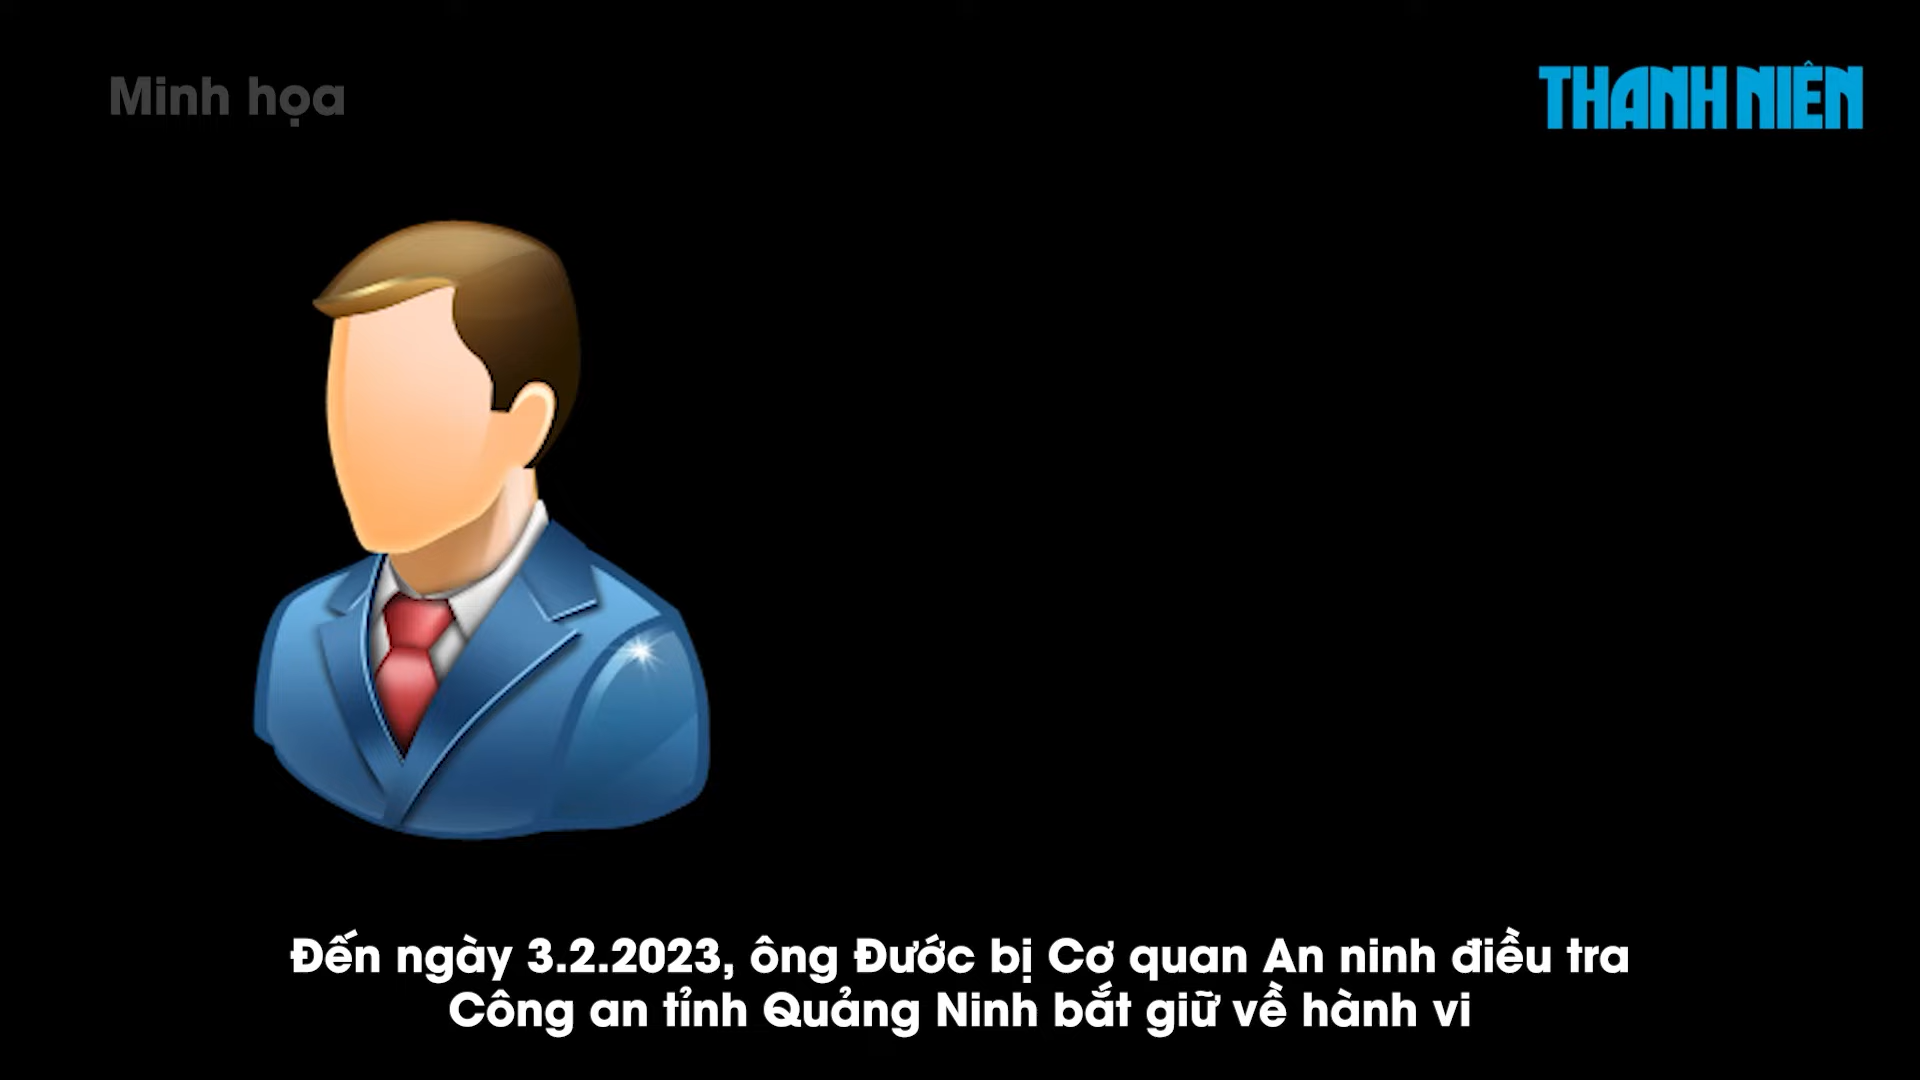 Minh họa
THANH NIÊN
Đến ngày 3.2.2023, ông Đước bị Cơ quan An ninh điều tra
Công an tỉnh Quảng Ninh bắt giữ về hành vi